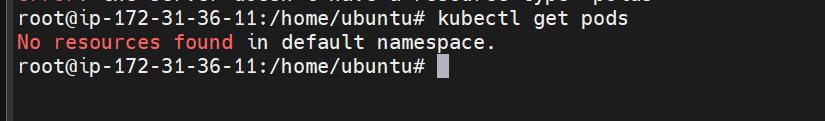 root@ip-172-31-36-11:/home/ubuntu# kubectl get pods
No resources found in default namespace.
root@ip-172-31-36-11:/home/ubuntu#